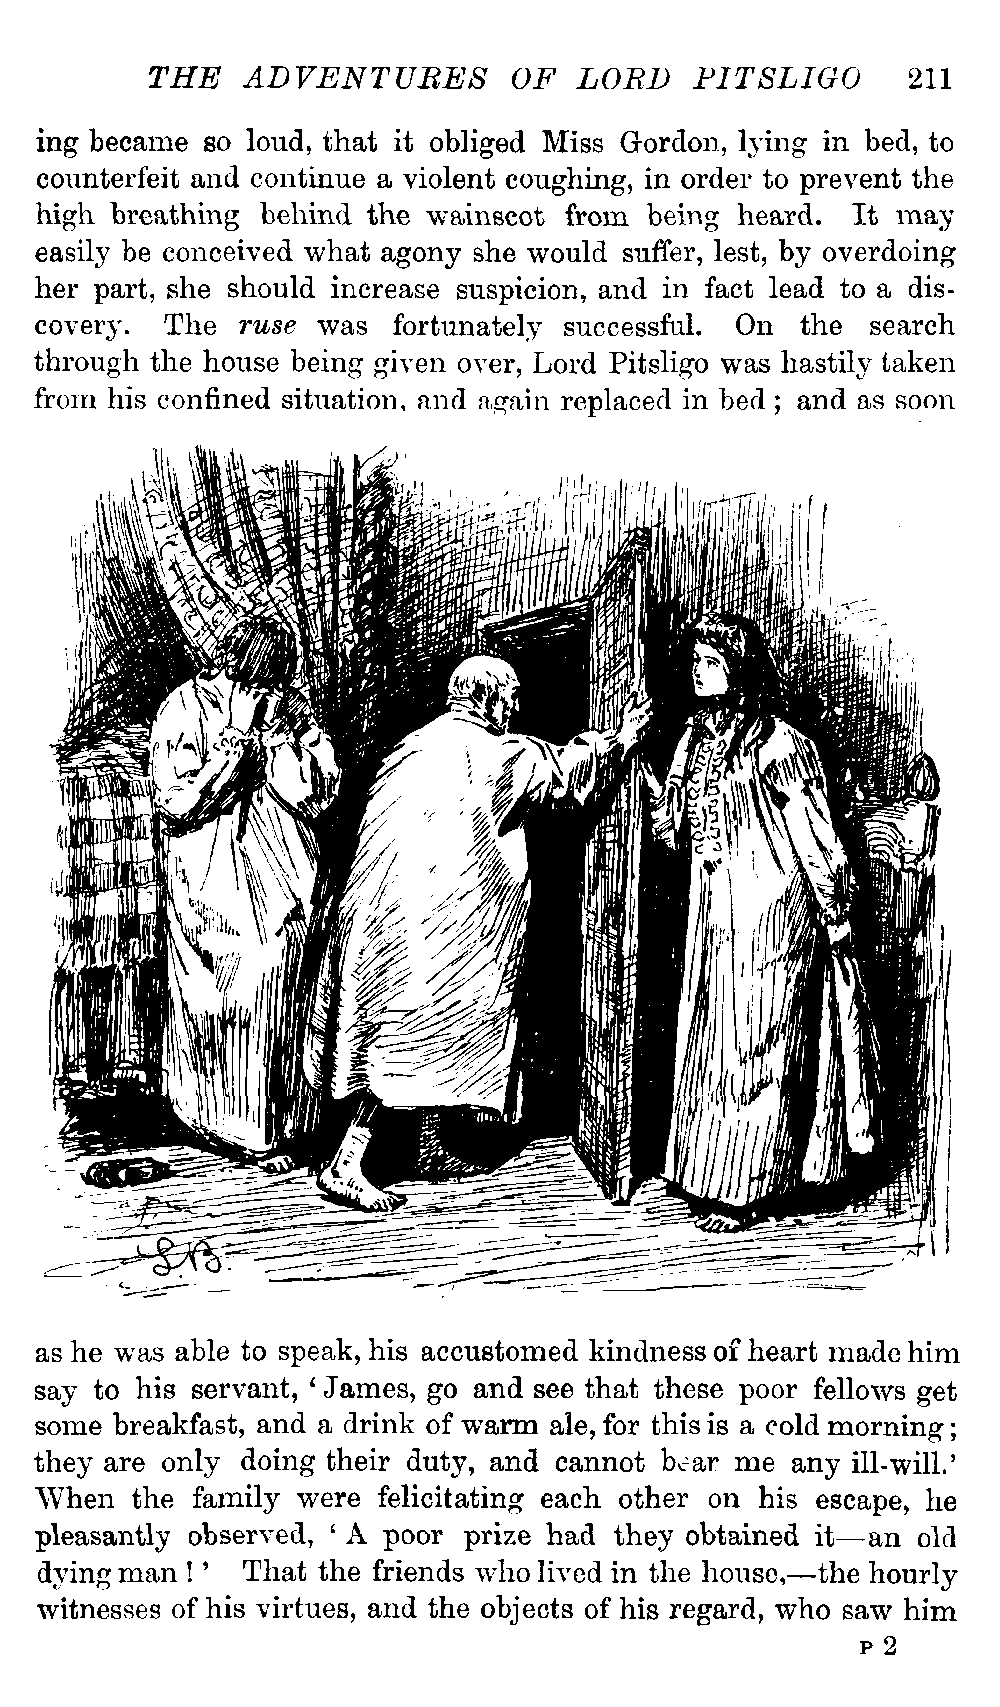 THE ADVENTURES OF LORD PITSLIGO 211
ing became so loud, that it obliged Miss Gordon, lying in bed, to
counterfeit and continue a violent coughing, in order to prevent the
high breathing behind the wainscot from being heard. It may
easily be conceived what agony she would suffer, lest, by overdoing
her part, she should increase suspicion, and in fact lead to a dis-
covery. The ruse was fortunately successful. On the search
through the house being given over, Lord Pitsligo was hastily taken
from his confined situation, and again replaced in bed ; and as soon
L.B.
as he was able to speak, his accustomed kindness of heart made him
say to his servant, ‘ James, go and see that these poor fellows get
some breakfast, and a drink of warm ale, for this is a cold morning ;
they are only doing their duty, and cannot bear me any ill-will.’
When the family were felicitating each other on his escape, he
pleasantly observed, ‘ A poor prize had they obtained it—an old
dying man ! ’ That the friends who lived in the house,—the hourly
witnesses of his virtues, and the objects of his regard, who saw him
P 2